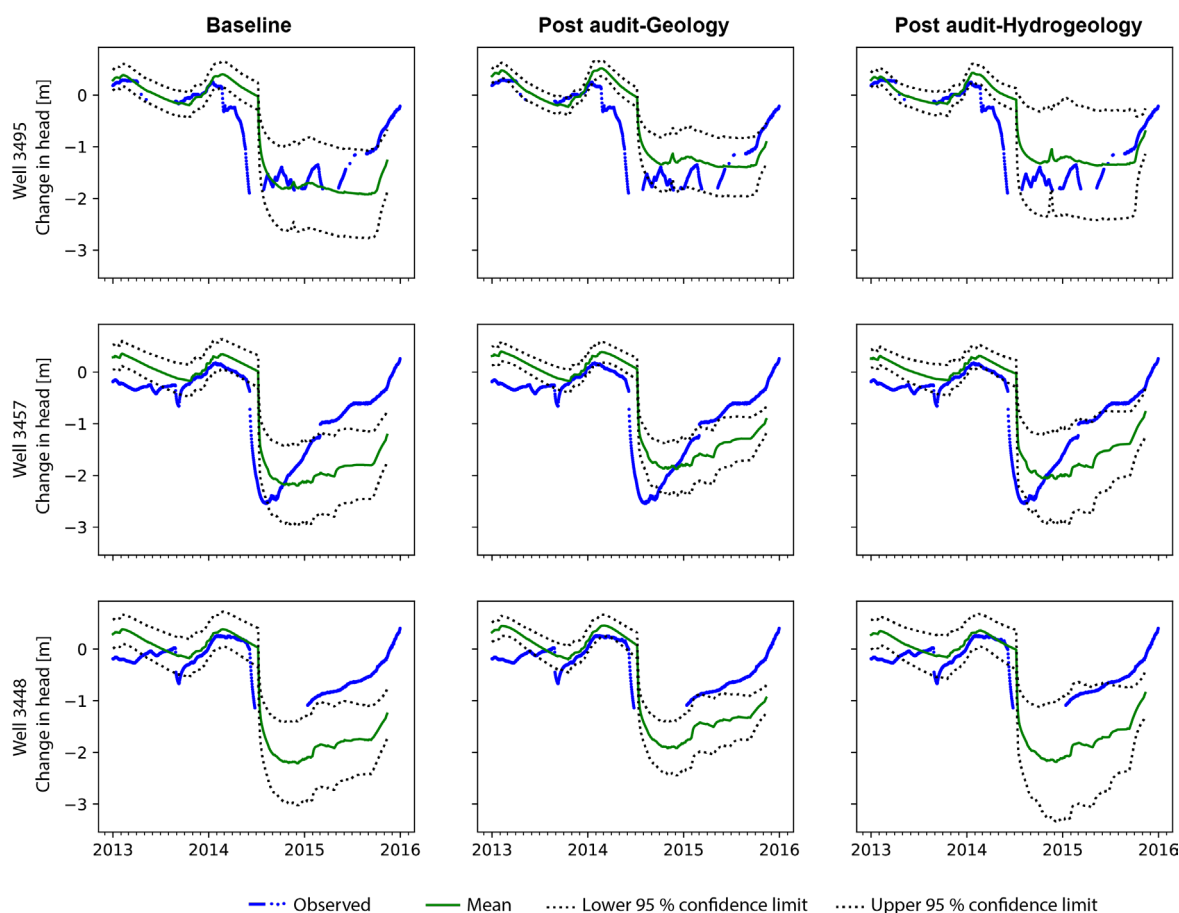 Baseline Post audit-Geology Post audit-Hydrogeology
Well 3495
Change in head [m]
0
−1
−2
−3
Well 3457
Change in head [m]
0
−1
−2
−3
Well 3448
Change in head [m]
0
−1
−2
−3
2013 2014 2015 2016 2013 2014 2015 2016 2013 2014 2015 2016
Observed Mean Lower 95 % confidence limit Upper 95 % confidence limit